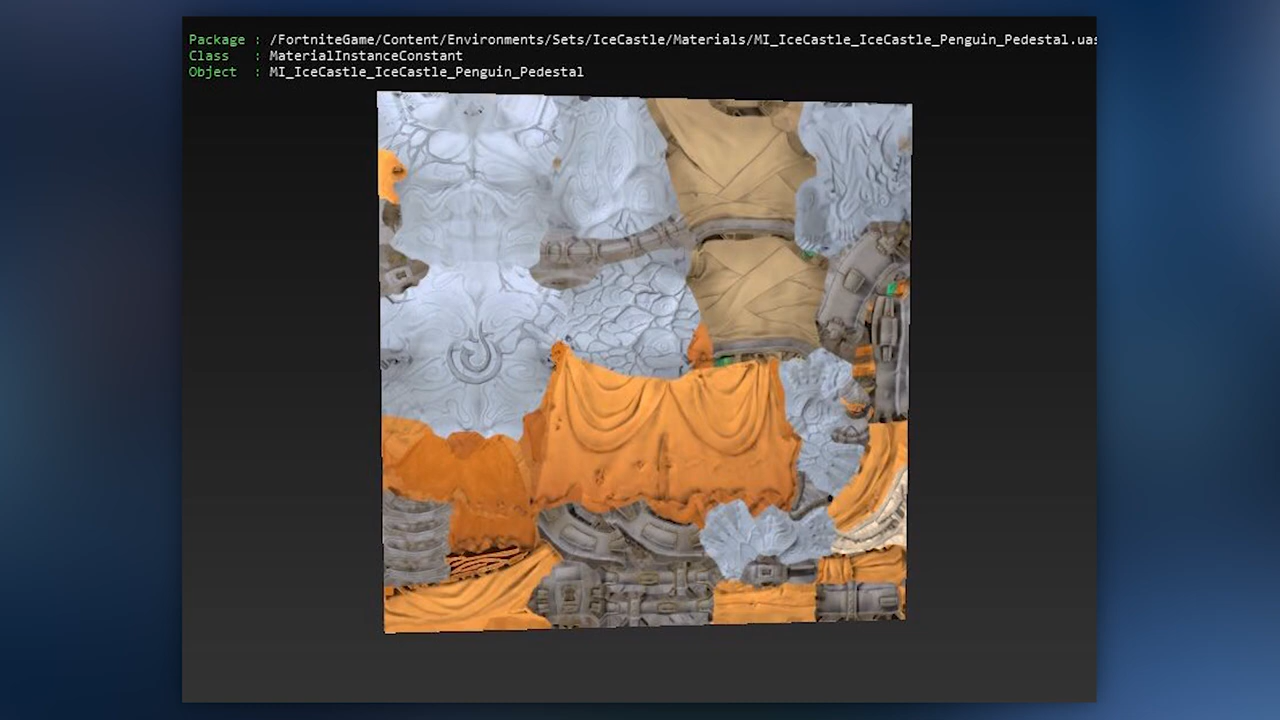 Package : /FortniteGame/Content/Environments/Sets/IceCastle/Materials/MI_IceCastle_IceCastle_Penguin_Pedestal.uas
Class : MaterialInstanceConstant
Object : MI_IceCastle_IceCastle_Penguin_Pedestal